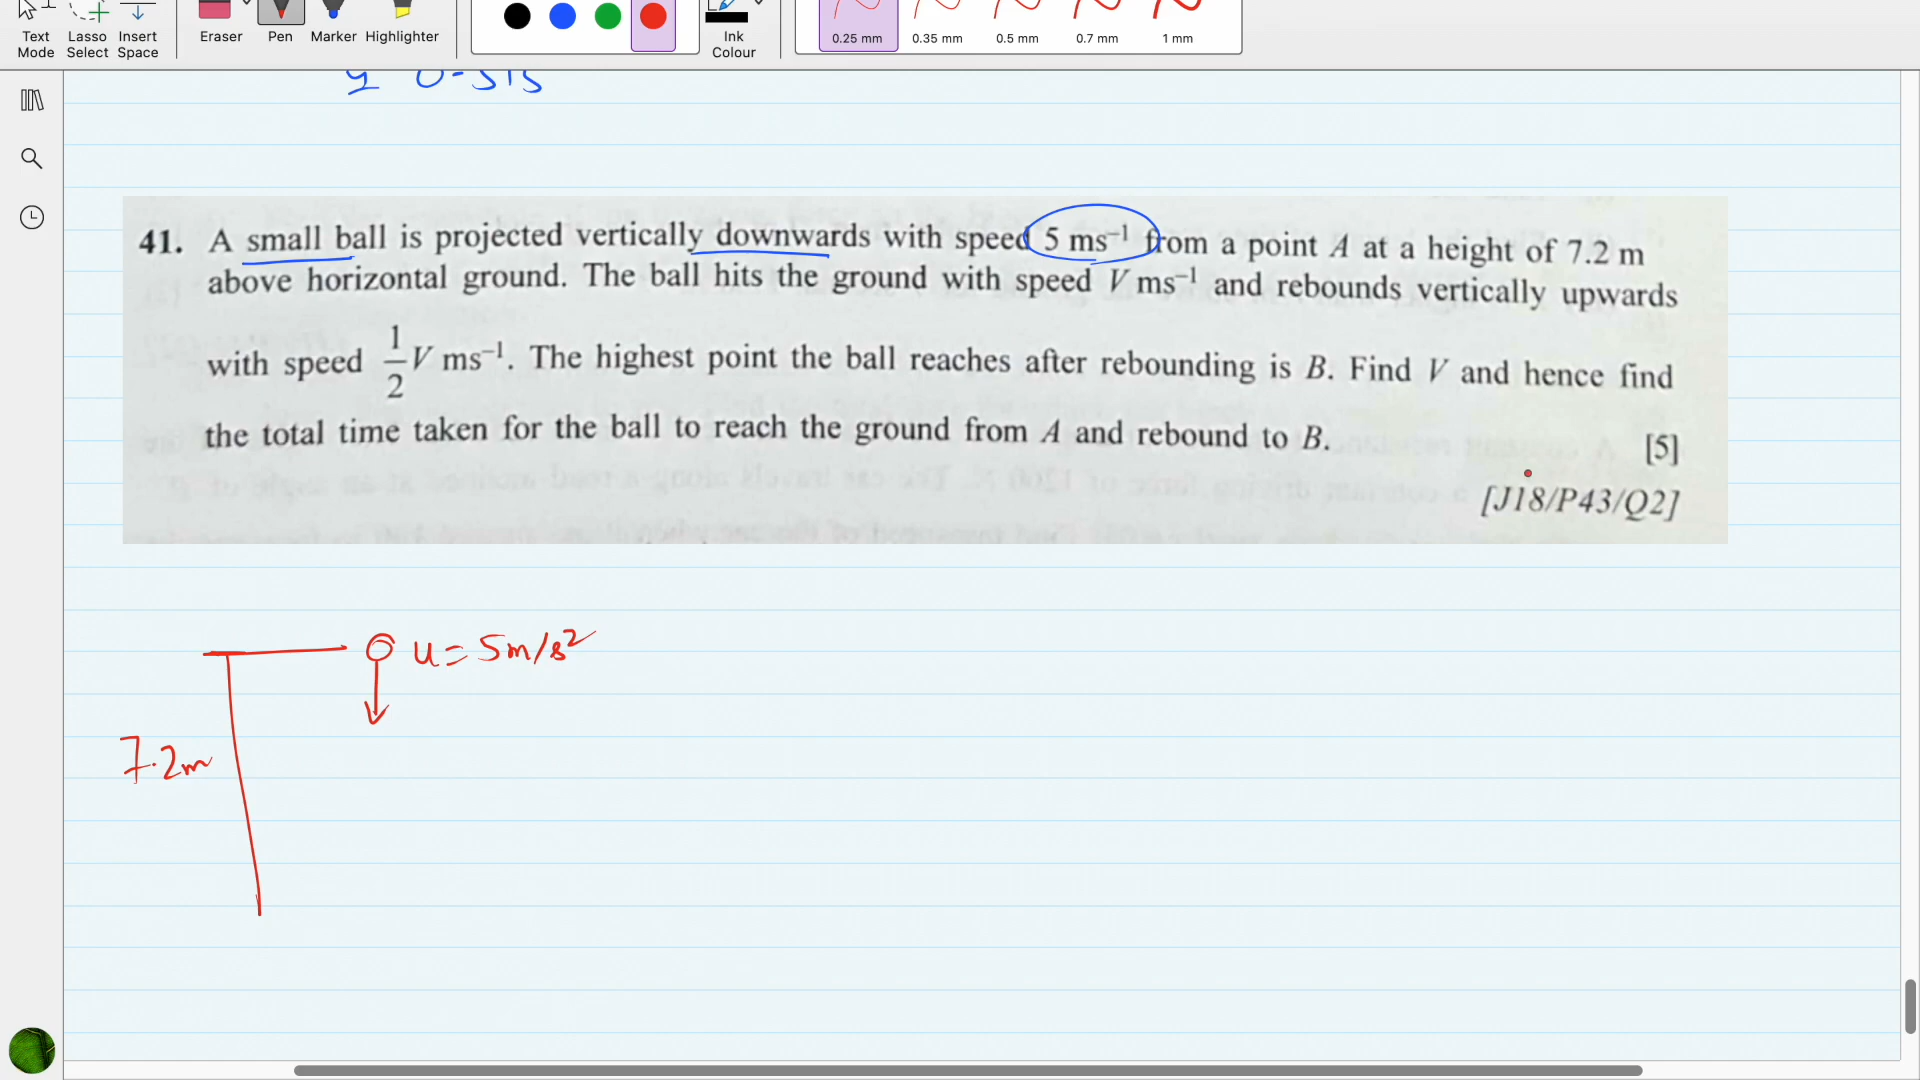 Text Mode
Lasso Select
Insert Space
Eraser
Pen
Marker
Highlighter
Ink Colour
0.25 mm
0.35 mm
0.5 mm
0.7 mm
1 mm
41. A small ball is projected vertically downwards with speed 5 ms⁻¹ from a point A at a height of 7.2 m
above horizontal ground. The ball hits the ground with speed V ms⁻¹ and rebounds vertically upwards
with speed 1/2 V ms⁻¹. The highest point the ball reaches after rebounding is B. Find V and hence find
the total time taken for the ball to reach the ground from A and rebound to B. [5]
[J18/P43/Q2]
u = 5m/s²
7.2m